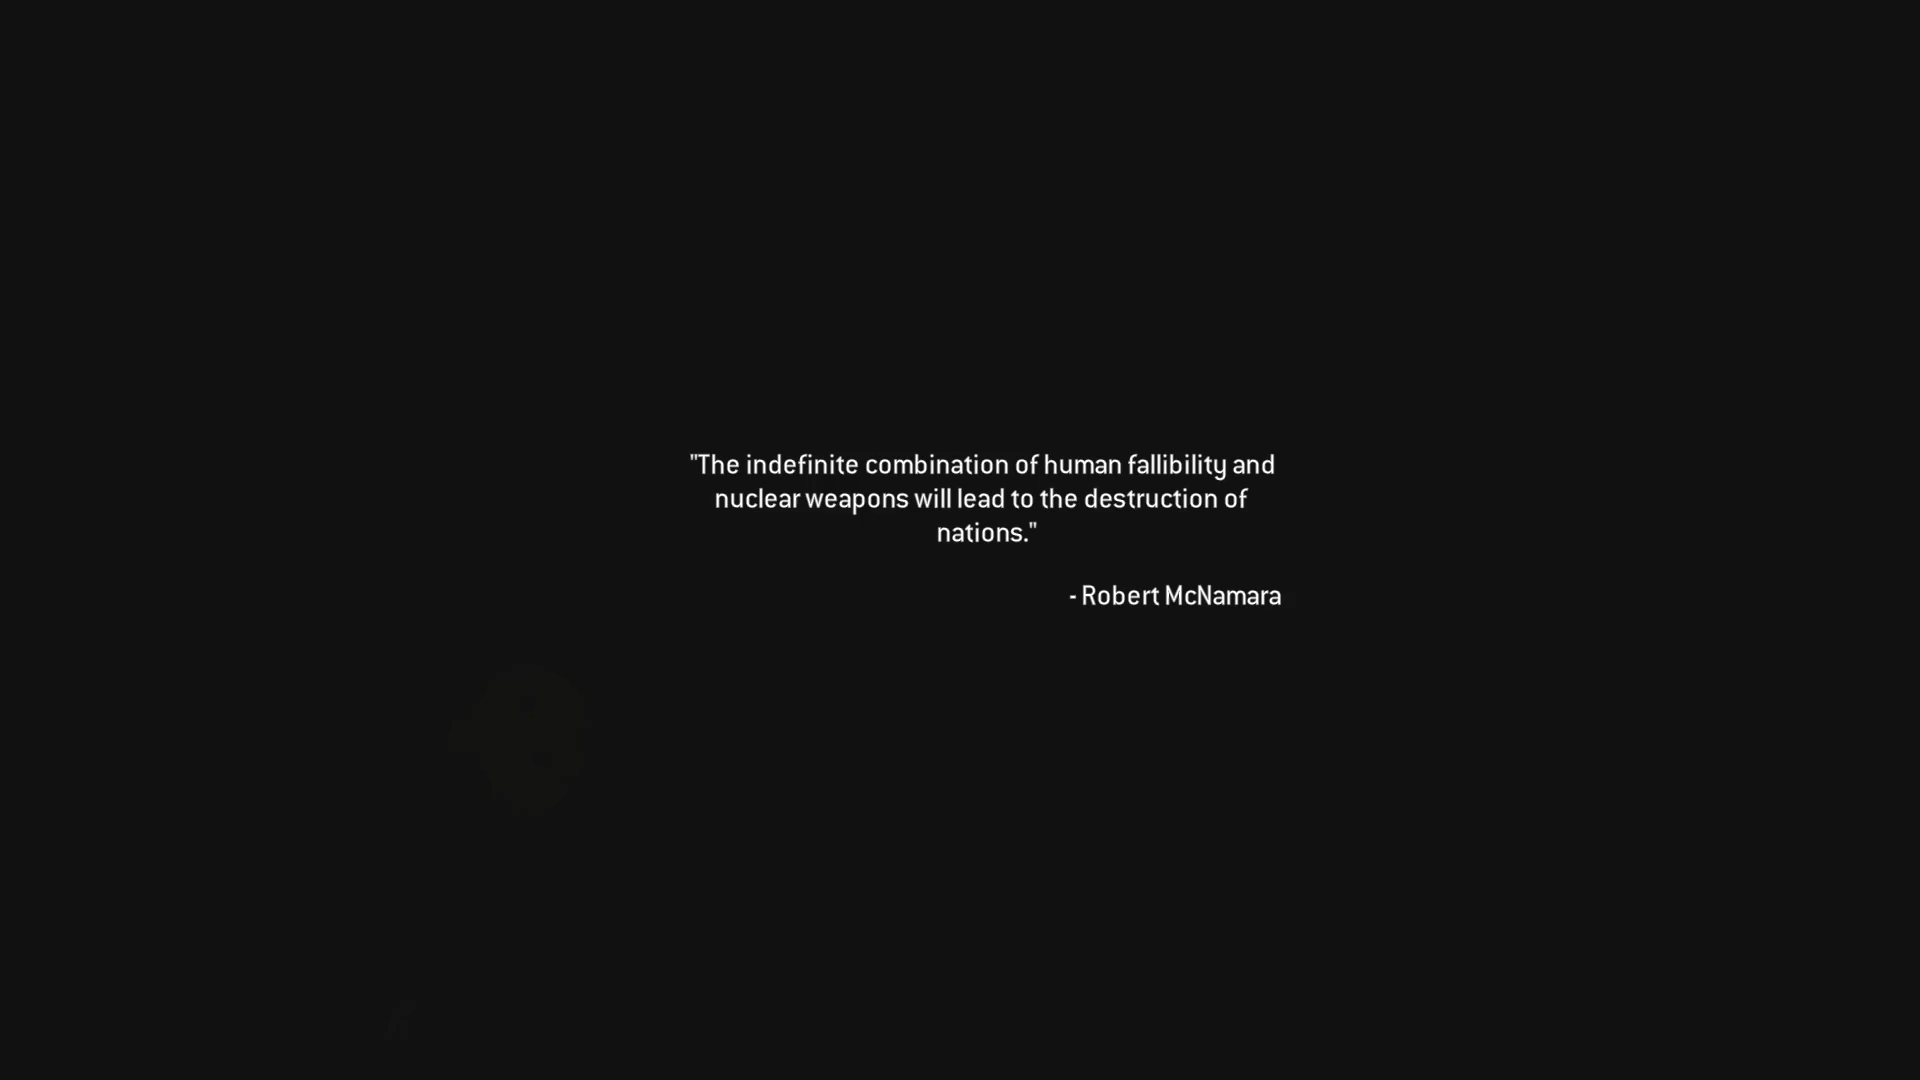 "The indefinite combination of human fallibility and
nuclear weapons will lead to the destruction of
nations."
- Robert McNamara